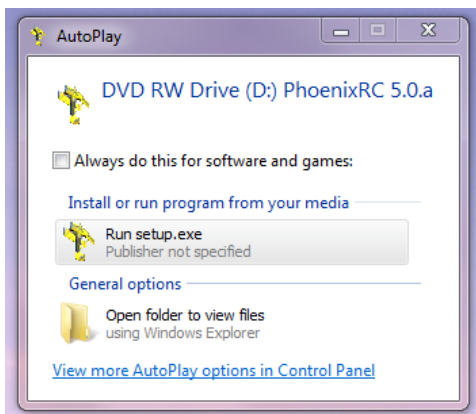 AutoPlay
DVD RW Drive (D:) PhoenixRC 5.0.a
Always do this for software and games:
Install or run program from your media
Run setup.exe
Publisher not specified
General options
Open folder to view files
using Windows Explorer
View more AutoPlay options in Control Panel